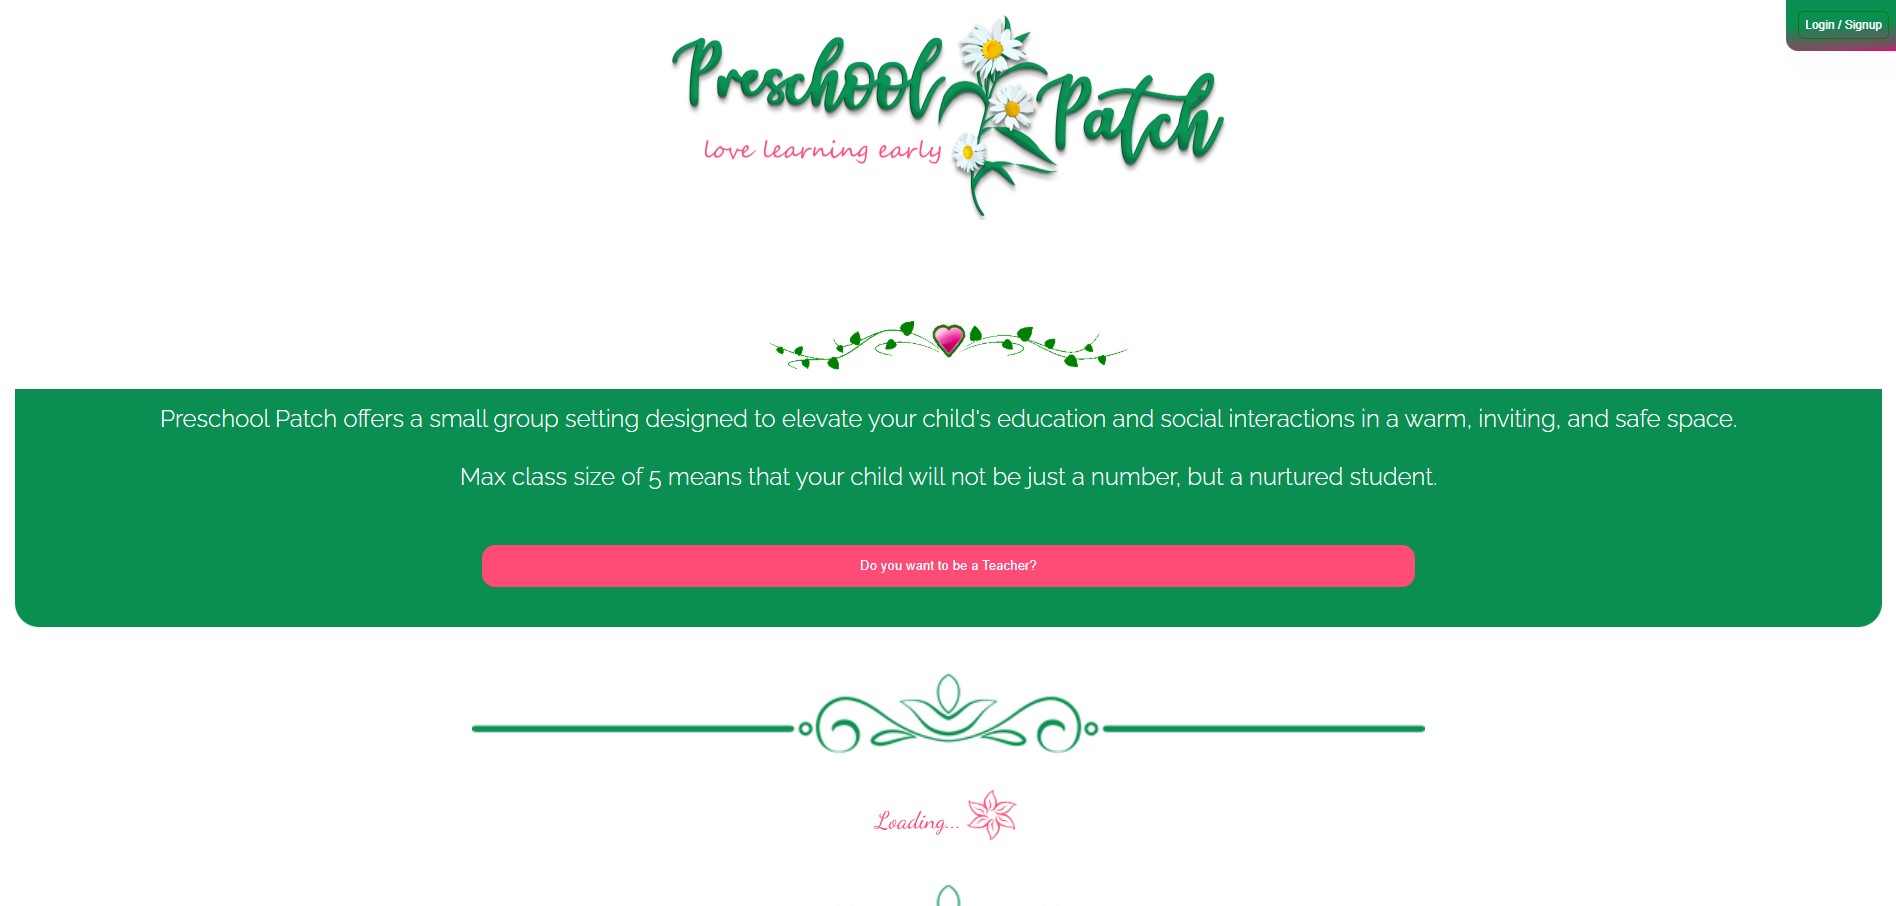 Login / Signup
Preschool Patch
love learning early
Preschool Patch offers a small group setting designed to elevate your child's education and social interactions in a warm, inviting, and safe space.
Max class size of 5 means that your child will not be just a number, but a nurtured student.
Do you want to be a Teacher?
Loading...